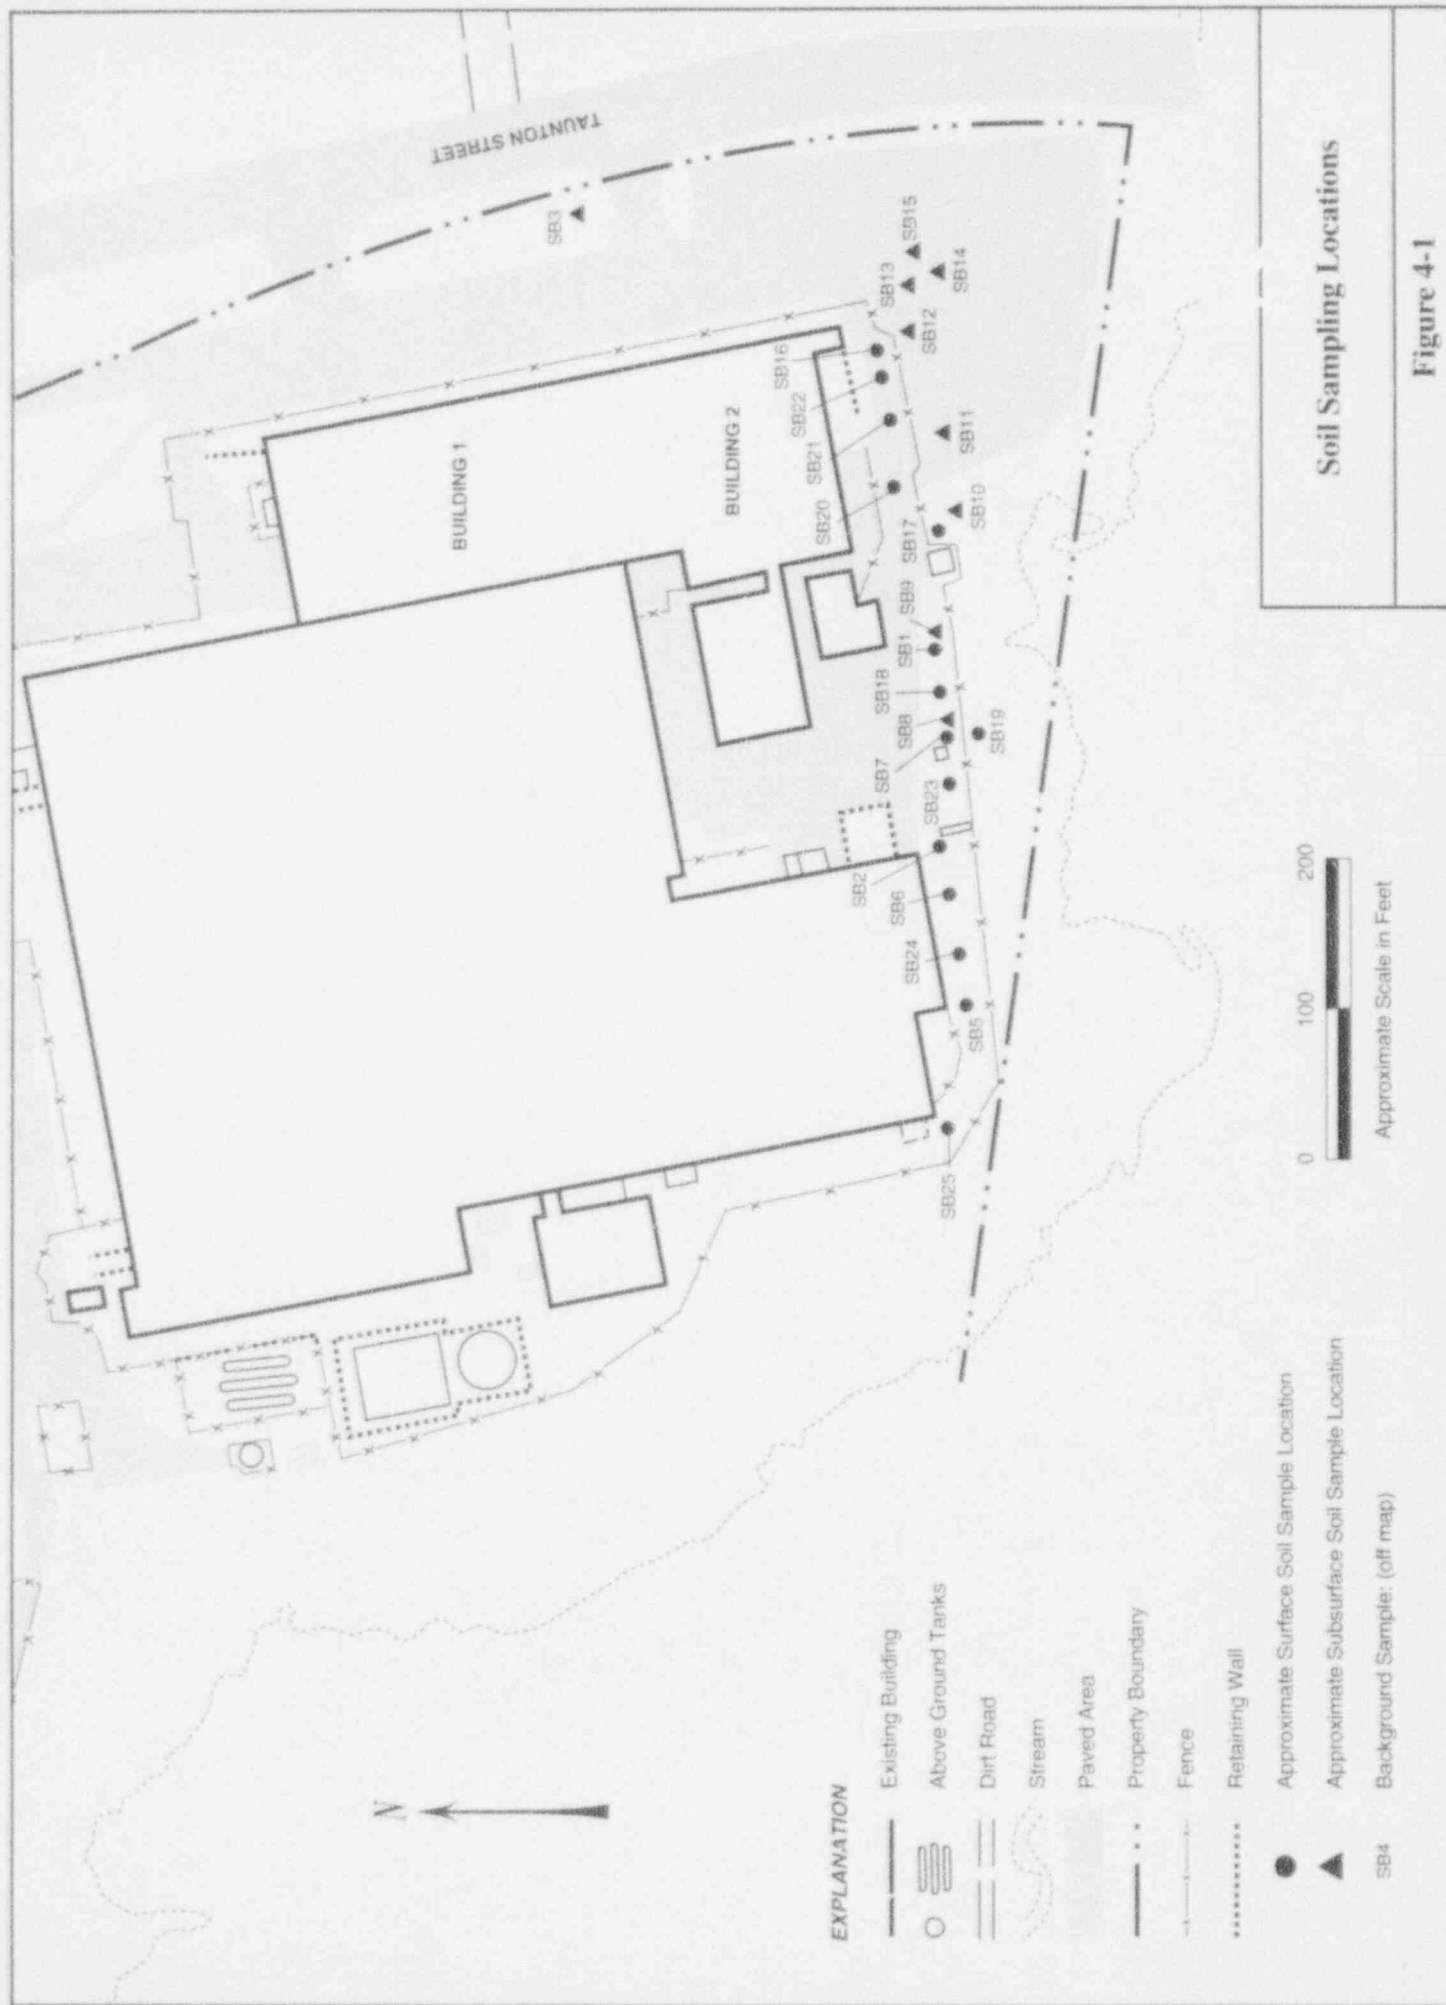 TAUNTON STREET
SB3
BUILDING 1
BUILDING 2
SB16
SB22
SB21
SB20
SB13
SB15
SB12
SB14
SB11
SB10
SB17
SB9
SB1
SB18
SB8
SB7
SB19
SB23
SB2
SB6
SB24
SB5
SB25
N
EXPLANATION
Existing Building
Above Ground Tanks
Dirt Road
Stream
Paved Area
Property Boundary
Fence
Retaining Wall
Approximate Surface Soil Sample Location
Approximate Subsurface Soil Sample Location
SB4 Background Sample: (off map)
0 100 200
Approximate Scale in Feet
Soil Sampling Locations
Figure 4-1